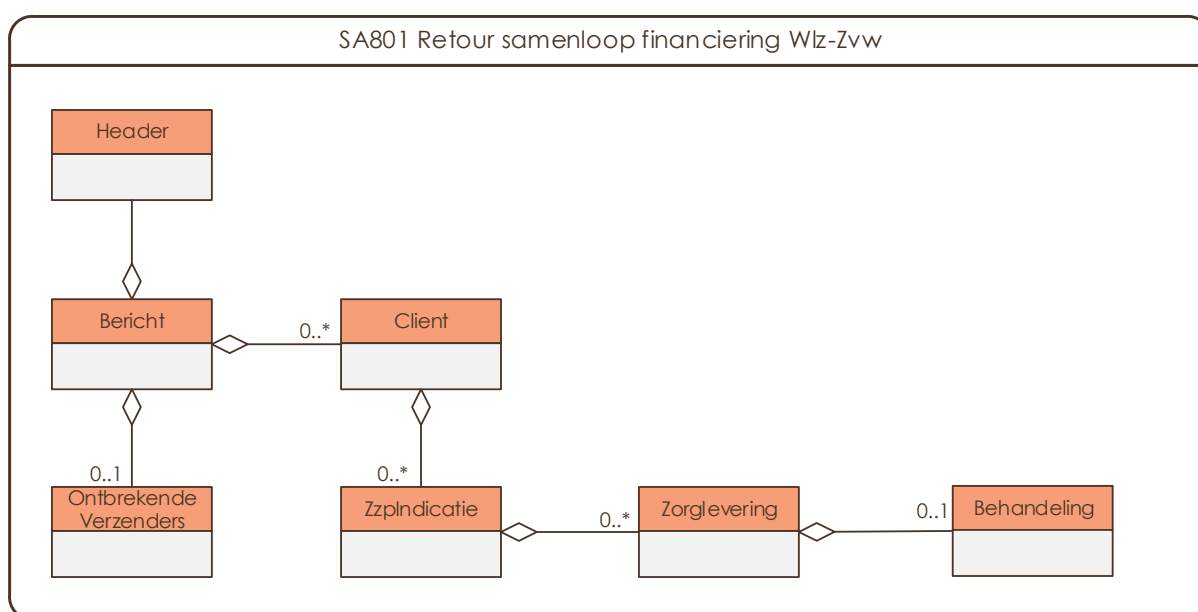 SA801 Retour samenloop financiering Wlz-Zvw
Header
Bericht
0..*
Client
0..1
0..*
Ontbrekende
Verzenders
ZzpIndicatie
0..*
Zorglevering
0..1
Behandeling